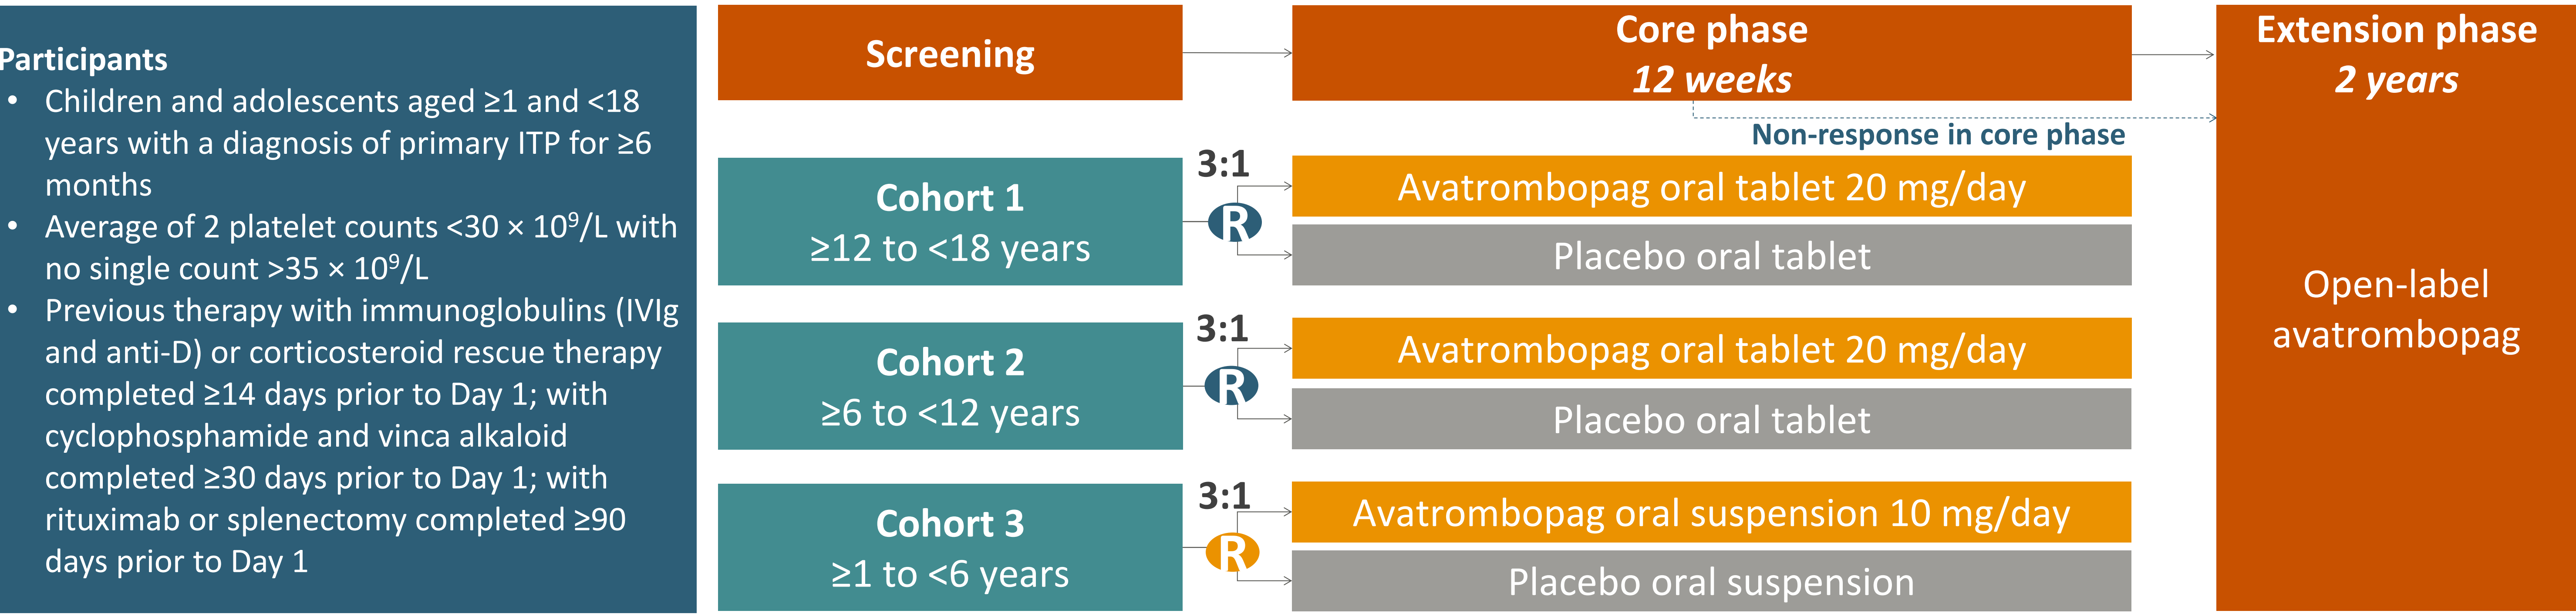 Participants
• Children and adolescents aged ≥1 and <18
years with a diagnosis of primary ITP for ≥6
months
• Average of 2 platelet counts <30 × 10⁹/L with
no single count >35 × 10⁹/L
• Previous therapy with immunoglobulins (IVIg
and anti-D) or corticosteroid rescue therapy
completed ≥14 days prior to Day 1; with
cyclophosphamide and vinca alkaloid
completed ≥30 days prior to Day 1; with
rituximab or splenectomy completed ≥90
days prior to Day 1
Screening
Core phase
12 weeks
Extension phase
2 years
Non-response in core phase
Cohort 1
≥12 to <18 years
3:1
R
Avatrombopag oral tablet 20 mg/day
Placebo oral tablet
Cohort 2
≥6 to <12 years
3:1
R
Avatrombopag oral tablet 20 mg/day
Placebo oral tablet
Cohort 3
≥1 to <6 years
3:1
R
Avatrombopag oral suspension 10 mg/day
Placebo oral suspension
Open-label
avatrombopag